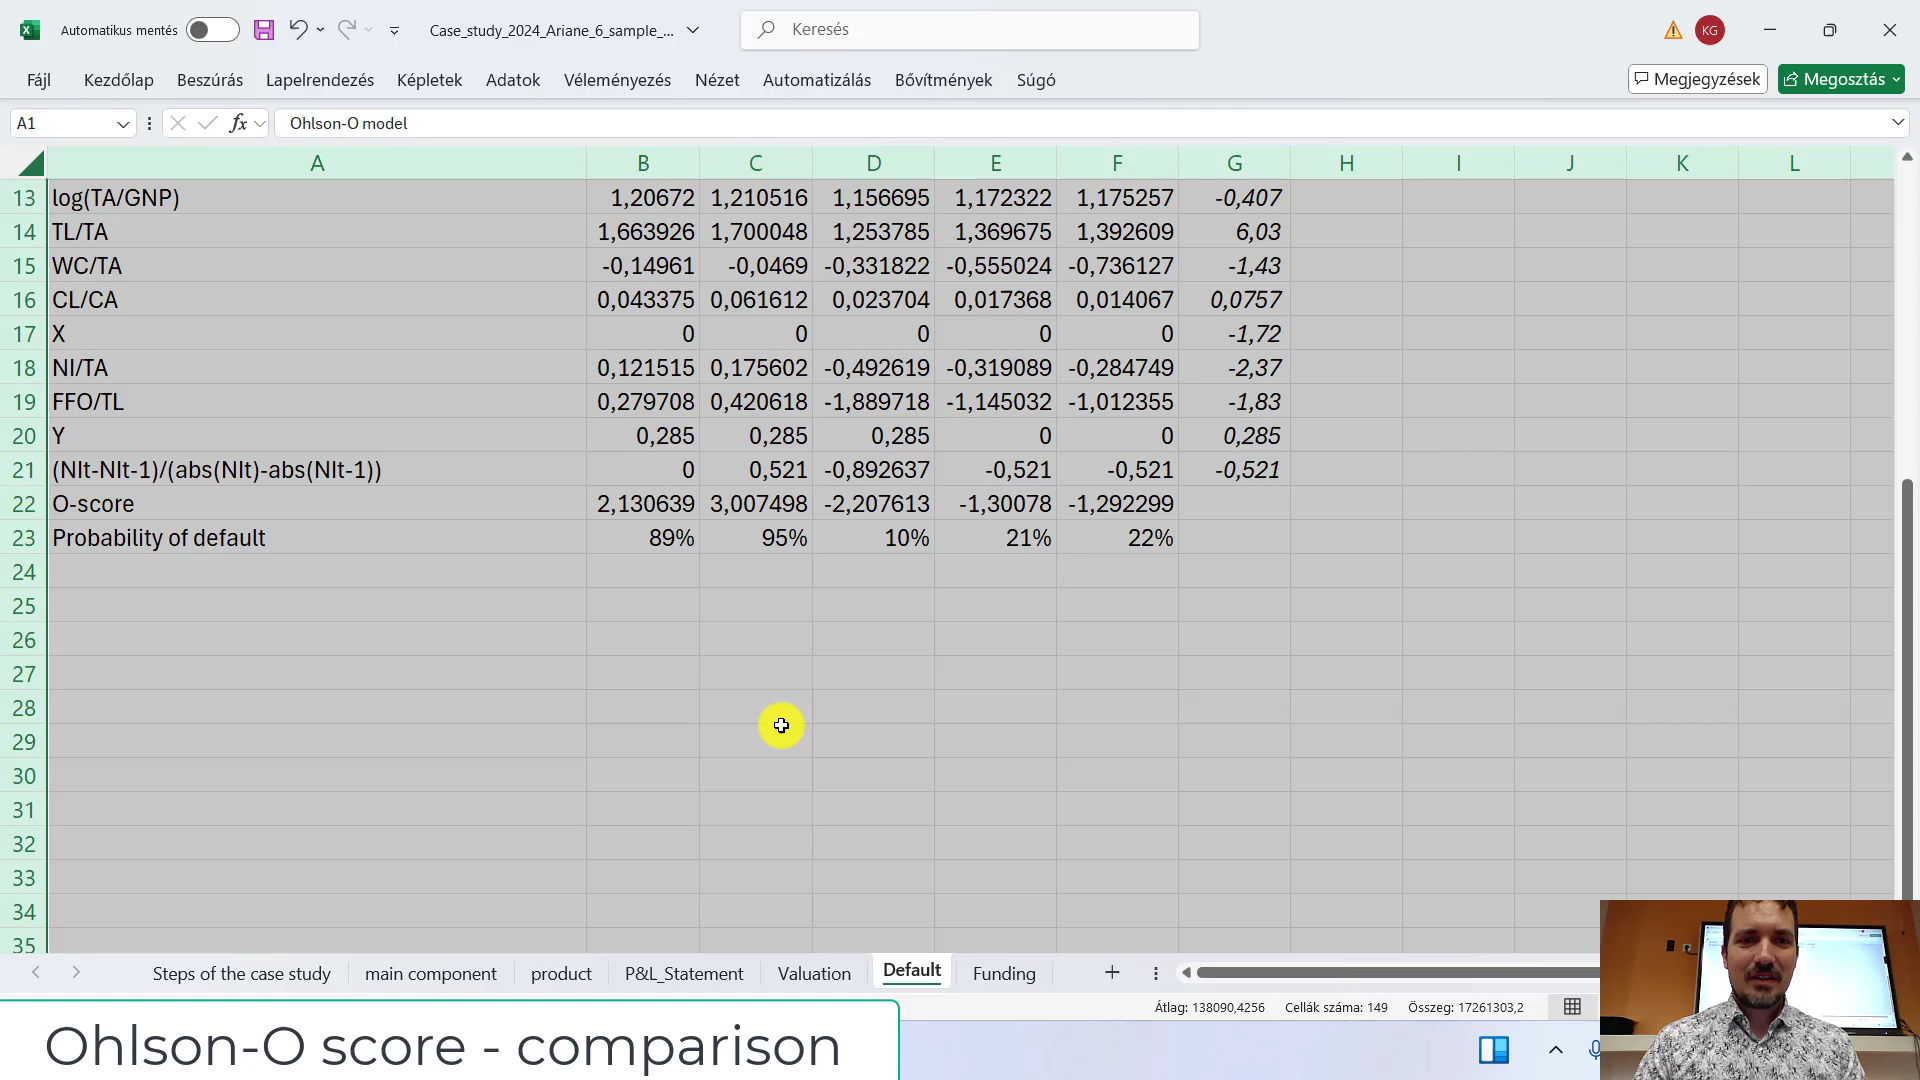 Automatikus mentés
Case_study_2024_Ariane_6_sample_...
Keresés
KG
Fájl Kezdőlap Beszúrás Lapelrendezés Képletek Adatok Véleményezés Nézet Automatizálás Bővítmények Súgó
Megjegyzések
Megosztás
A1
fx
Ohlson-O model
A B C D E F G H I J K L
13 log(TA/GNP) 1,20672 1,210516 1,156695 1,172322 1,175257 -0,407
14 TL/TA 1,663926 1,700048 1,253785 1,369675 1,392609 6,03
15 WC/TA -0,14961 -0,0469 -0,331822 -0,555024 -0,736127 -1,43
16 CL/CA 0,043375 0,061612 0,023704 0,017368 0,014067 0,0757
17 X 0 0 0 0 0 -1,72
18 NI/TA 0,121515 0,175602 -0,492619 -0,319089 -0,284749 -2,37
19 FFO/TL 0,279708 0,420618 -1,889718 -1,145032 -1,012355 -1,83
20 Y 0,285 0,285 0,285 0 0 0,285
21 (NIt-NIt-1)/(abs(NIt)-abs(NIt-1)) 0 0,521 -0,892637 -0,521 -0,521 -0,521
22 O-score 2,130639 3,007498 -2,207613 -1,30078 -1,292299
23 Probability of default 89% 95% 10% 21% 22%
24
25
26
27
28
29
30
31
32
33
34
35
Steps of the case study main component product P&L_Statement Valuation Default Funding
Átlag: 138090,4256 Cellák száma: 149 Összeg: 17261303,2
Ohlson-O score - comparison